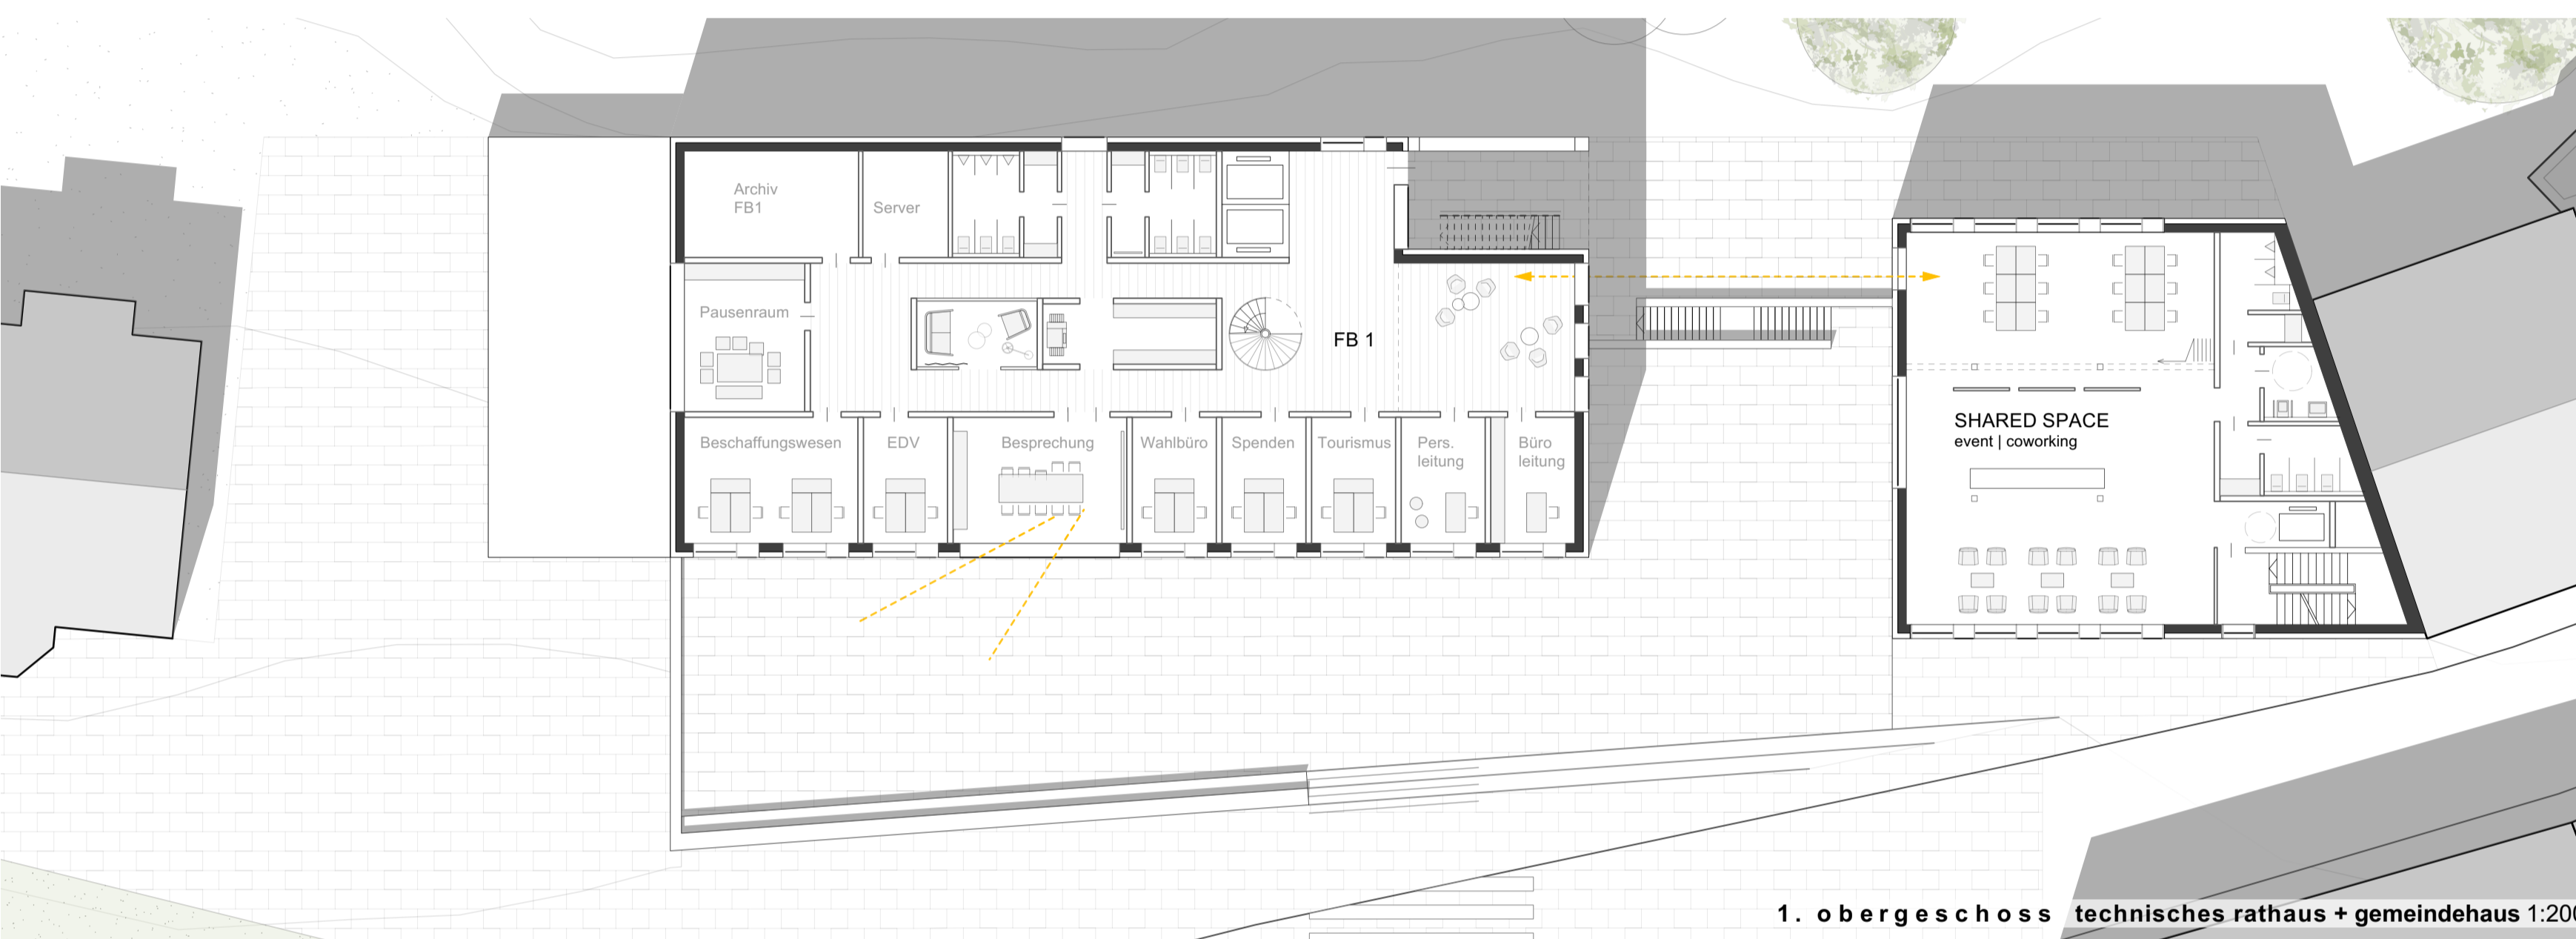 Archiv
FB1
Server
Pausenraum
FB 1
Beschaffungswesen
EDV
Besprechung
Wahlbüro
Spenden
Tourismus
Pers.
leitung
Büro
leitung
SHARED SPACE
event | coworking
1. obergeschoss technisches rathaus + gemeindehaus 1:200